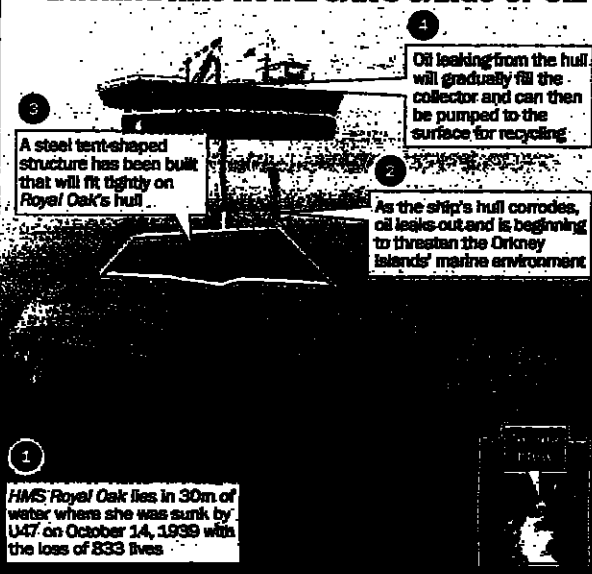 4
Oil leaking from the hull
will gradually fill the
collector and can then
be pumped to the
surface for recycling
3
A steel tent-shaped
structure has been built
that will fit tightly on
Royal Oak's hull
2
As the ship's hull corrodes,
oil leaks out and is beginning
to threaten the Orkney
Islands' marine environment
1
HMS Royal Oak lies in 30m of
water where she was sunk by
U47 on October 14, 1939 with
the loss of 833 lives